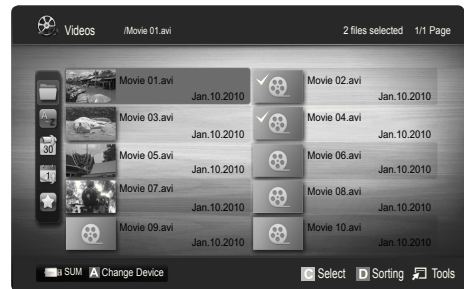 Videos /Movie 01.avi 2 files selected 1/1 Page
Movie 01.avi Movie 02.avi
Jan.10.2010 Jan.10.2010
Movie 03.avi Movie 04.avi
Jan.10.2010 Jan.10.2010
Movie 05.avi Movie 06.avi
Jan.10.2010 Jan.10.2010
Movie 07.avi Movie 08.avi
Jan.10.2010 Jan.10.2010
Movie 09.avi Movie 10.avi
Jan.10.2010 Jan.10.2010
30
1
a SUM A Change Device C Select D Sorting Tools